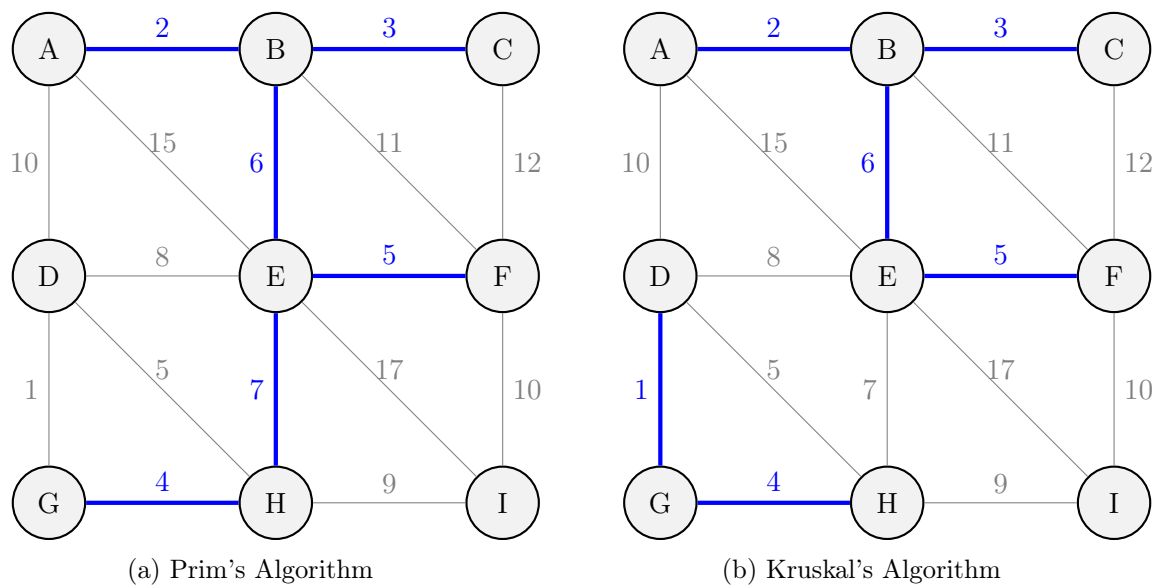 A 2 B 3 C A 2 B 3 C
10 15 6 11 12 10 15 6 11 12
D 8 E 5 F D 8 E 5 F
1 5 7 17 10 1 5 7 17 10
G 4 H 9 I G 4 H 9 I
(a) Prim's Algorithm (b) Kruskal's Algorithm